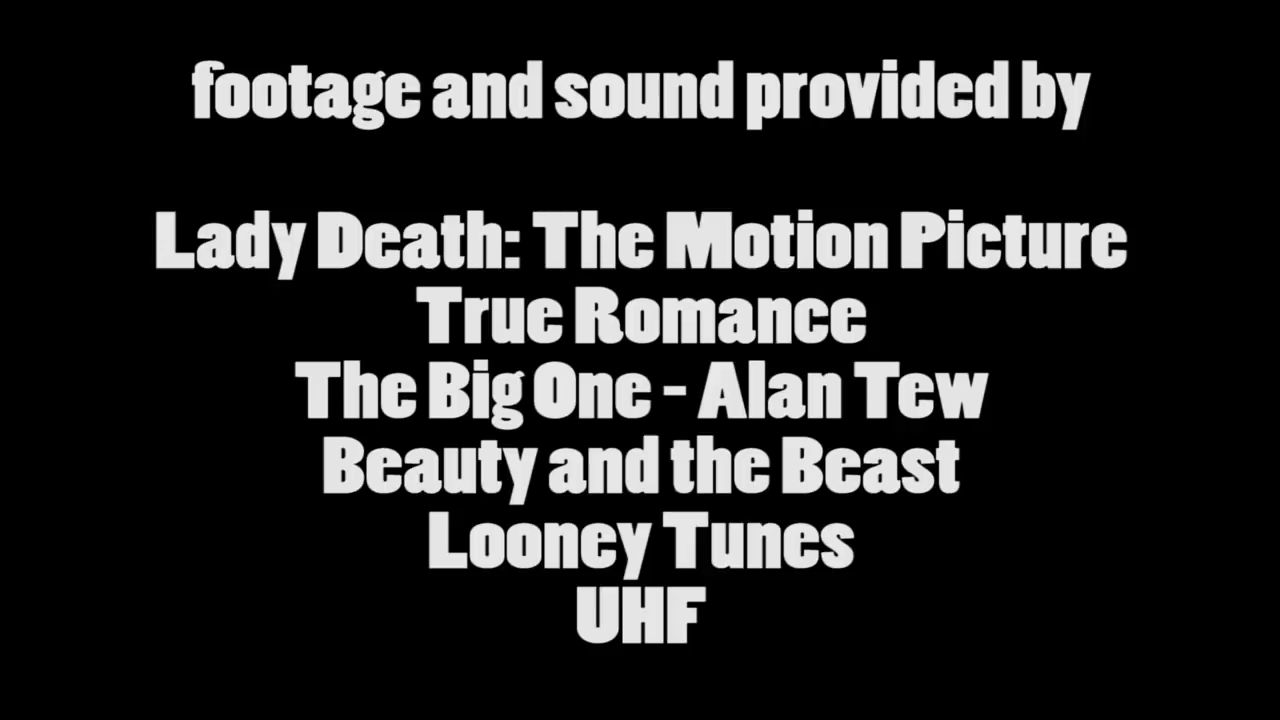 footage and sound provided by
Lady Death: The Motion Picture
True Romance
The Big One - Alan Tew
Beauty and the Beast
Looney Tunes
UHF